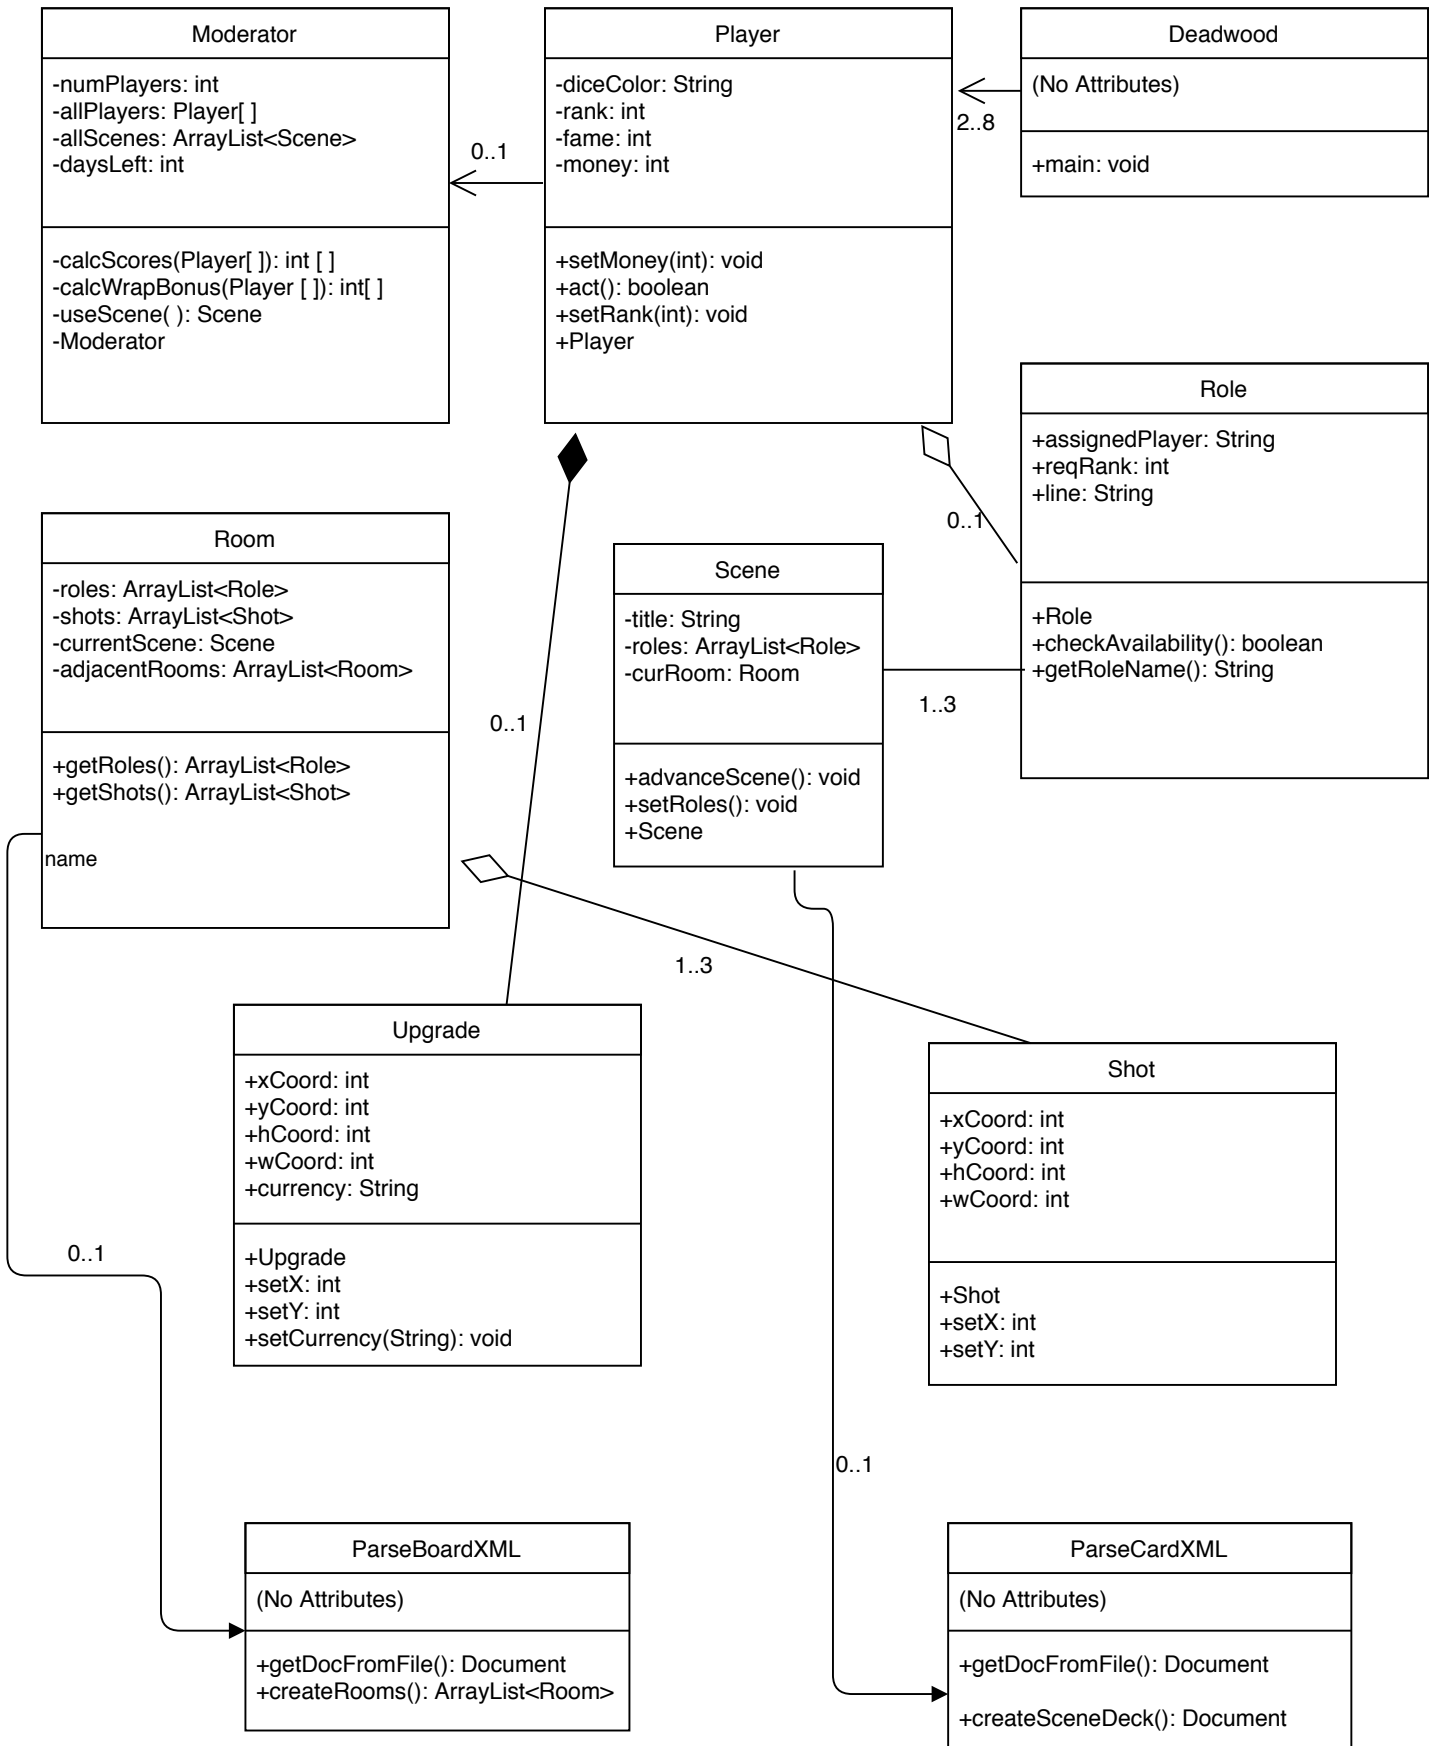 Moderator
-numPlayers: int
-allPlayers: Player[ ]
-allScenes: ArrayList<Scene>
-daysLeft: int
-calcScores(Player[ ]): int [ ]
-calcWrapBonus(Player [ ]): int[ ]
-useScene( ): Scene
-Moderator
0..1
Player
-diceColor: String
-rank: int
-fame: int
-money: int
+setMoney(int): void
+act(): boolean
+setRank(int): void
+Player
2..8
Deadwood
(No Attributes)
+main: void
Role
+assignedPlayer: String
+reqRank: int
+line: String
+Role
+checkAvailability(): boolean
+getRoleName(): String
0..1
Room
-roles: ArrayList<Role>
-shots: ArrayList<Shot>
-currentScene: Scene
-adjacentRooms: ArrayList<Room>
+getRoles(): ArrayList<Role>
+getShots(): ArrayList<Shot>
name
0..1
Scene
-title: String
-roles: ArrayList<Role>
-curRoom: Room
+advanceScene(): void
+setRoles(): void
+Scene
1..3
1..3
Upgrade
+xCoord: int
+yCoord: int
+hCoord: int
+wCoord: int
+currency: String
+Upgrade
+setX: int
+setY: int
+setCurrency(String): void
Shot
+xCoord: int
+yCoord: int
+hCoord: int
+wCoord: int
+Shot
+setX: int
+setY: int
0..1
0..1
ParseBoardXML
(No Attributes)
+getDocFromFile(): Document
+createRooms(): ArrayList<Room>
ParseCardXML
(No Attributes)
+getDocFromFile(): Document
+createSceneDeck(): Document